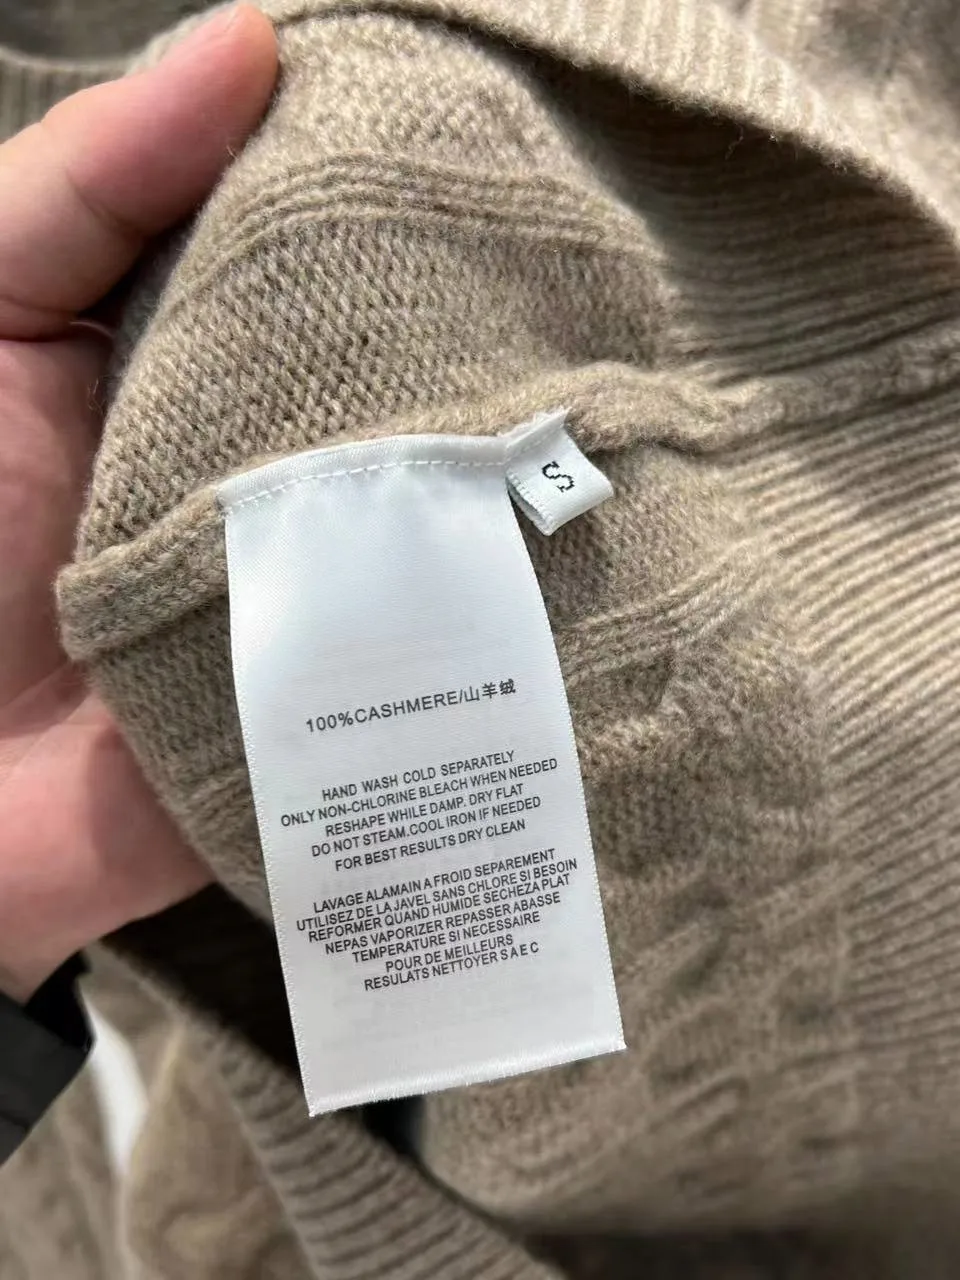 S
100%CASHMERE/山羊绒
HAND WASH COLD SEPARATELY
ONLY NON-CHLORINE BLEACH WHEN NEEDED
RESHAPE WHILE DAMP. DRY FLAT
DO NOT STEAM.COOL IRON IF NEEDED
FOR BEST RESULTS DRY CLEAN
LAVAGE ALAMAIN A FROID SEPAREMENT
UTILISEZ DE LA JAVEL SANS CHLORE SI BESOIN
REFORMER QUAND HUMIDE SECHEZA PLAT
NEPAS VAPORIZER REPASSER ABASSE
TEMPERATURE SI NECESSAIRE
POUR DE MEILLEURS
RESULATS NETTOYER S A E C